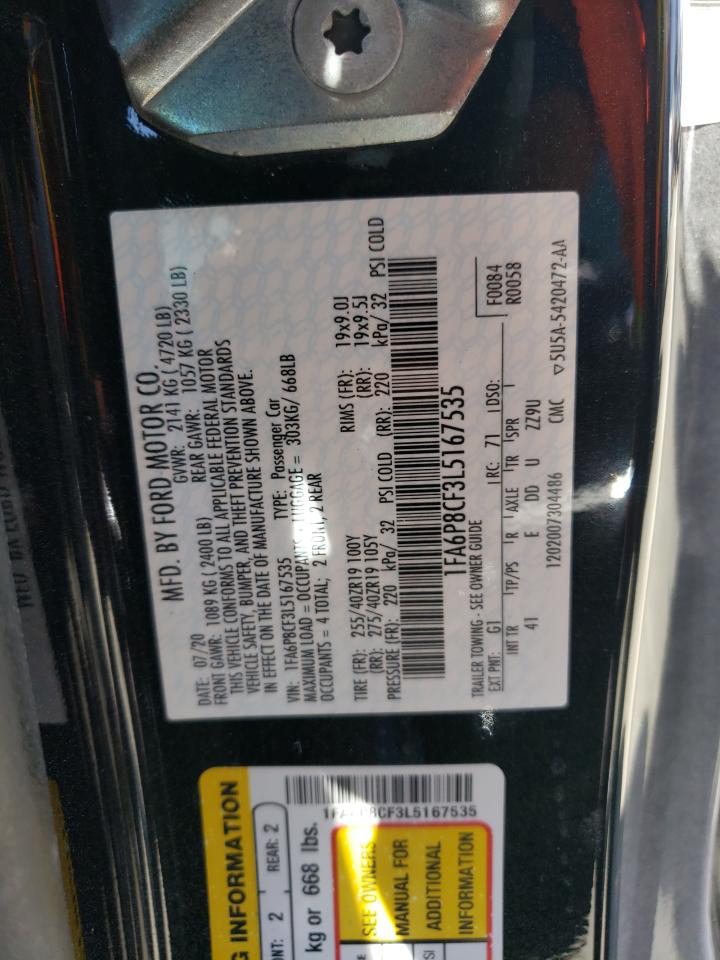 MFD. BY FORD MOTOR CO.
DATE: 07/20 GVWR: 2141 KG ( 4720 LB)
FRONT GAWR: 1089 KG ( 2400 LB) REAR GAWR: 1057 KG ( 2330 LB)
THIS VEHICLE CONFORMS TO ALL APPLICABLE FEDERAL MOTOR
VEHICLE SAFETY, BUMPER, AND THEFT PREVENTION STANDARDS
IN EFFECT ON THE DATE OF MANUFACTURE SHOWN ABOVE.
VIN: 1FA6P8CF3L5167535 TYPE: Passenger Car
MAXIMUM LOAD = OCCUPANTS + LUGGAGE = 303KG/ 668LB
OCCUPANTS = 4 TOTAL; 2 FRONT, 2 REAR
TIRE (FR): 255/40ZR19 100Y RIMS (FR): 19x9.0J
(RR): 275/40ZR19 105Y (RR): 19x9.5J
PRESSURE (FR): 220 kPa/ 32 PSI COLD (RR): 220 kPa/ 32 PSI COLD
1FA6P8CF3L5167535
TRAILER TOWING - SEE OWNER GUIDE
F0084
EXT PNT: G1 RC: 71 DSO: R0058
INT TR TP/PS R AXLE TR SPR
41 E DD U ZZ9U
1202007304486 CMC ▽5U5A-5420472-AA
G INFORMATION
2 REAR: 2
kg or 668 lbs.
1FA6P8CF3L5167535
SEE OWNERS
MANUAL FOR
ADDITIONAL
INFORMATION